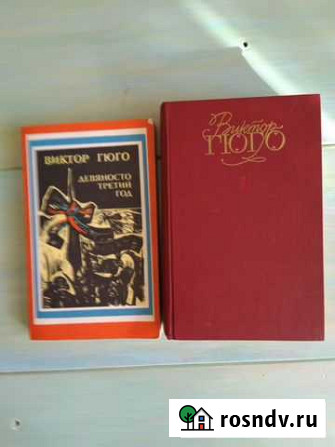 ВИКТОР ГЮГО
ДЕВЯНОСТО
ТРЕТИЙ
ГОД
Виктор
ГЮГО
rosndv.ru